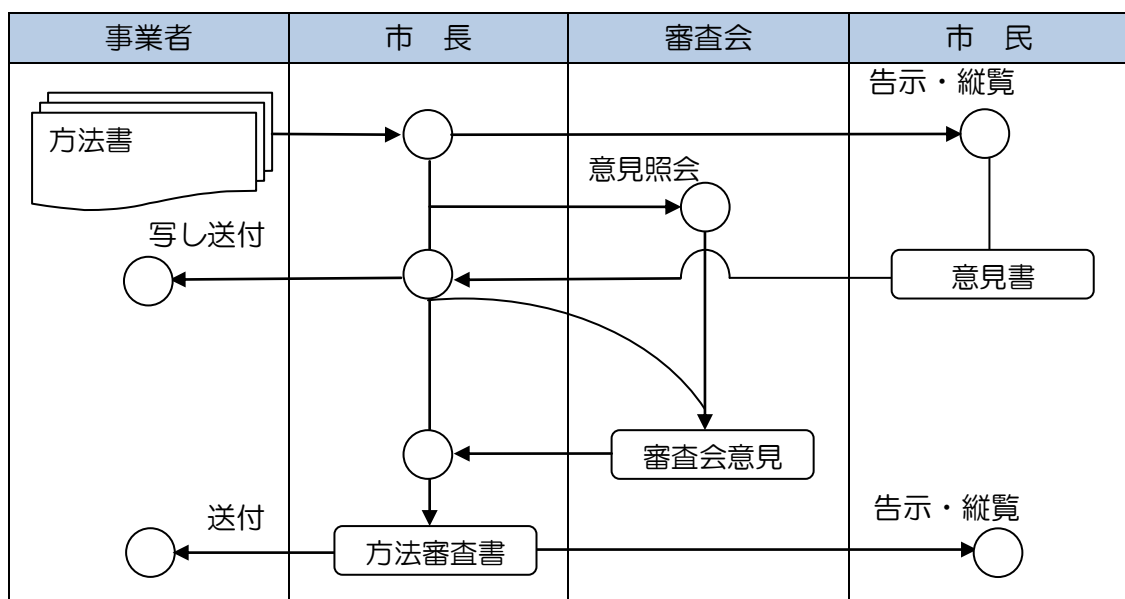 事業者
市　長
審査会
市　民
告示・縦覧
方法書
意見照会
写し送付
意見書
審査会意見
告示・縦覧
送付
方法審査書